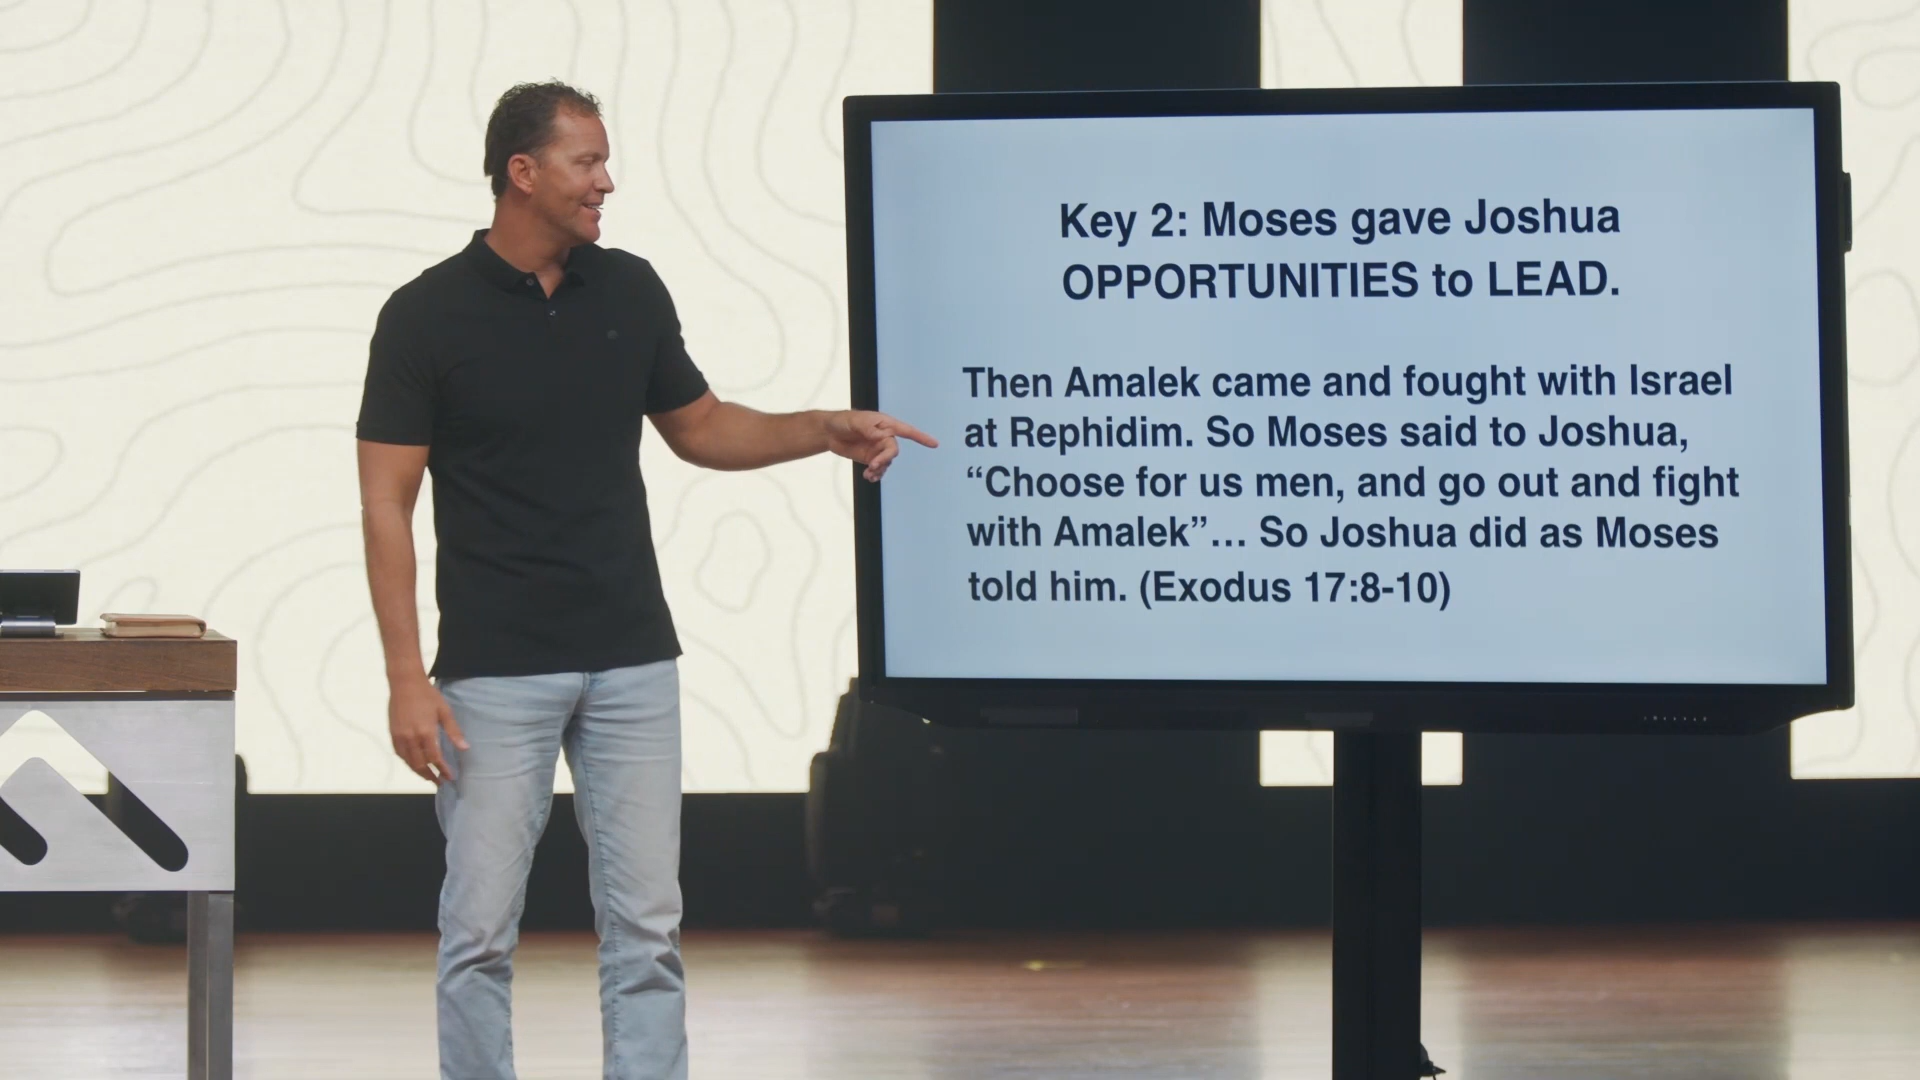 Key 2: Moses gave Joshua
OPPORTUNITIES to LEAD.
Then Amalek came and fought with Israel
at Rephidim. So Moses said to Joshua,
“Choose for us men, and go out and fight
with Amalek”... So Joshua did as Moses
told him. (Exodus 17:8-10)